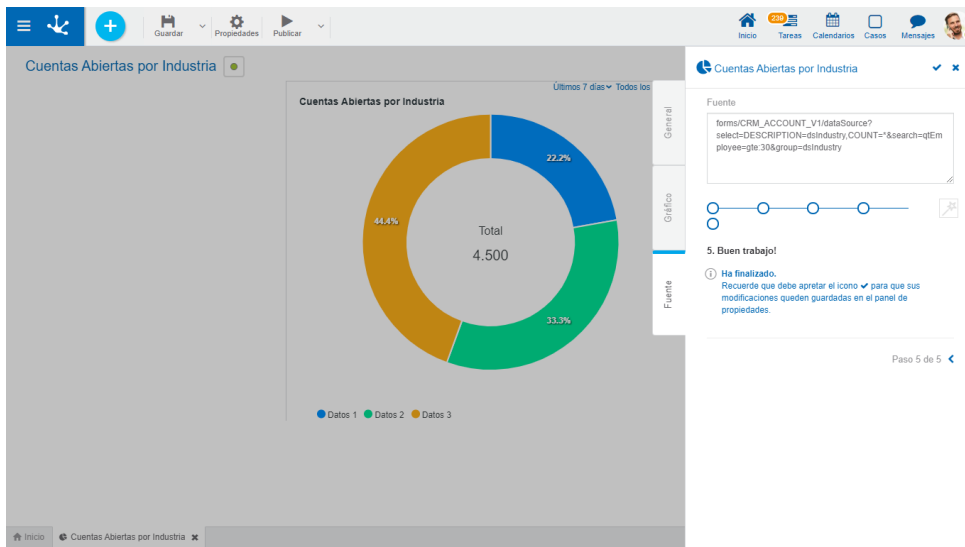 Guardar
Propiedades
Publicar
Inicio
239
Tareas
Calendarios
Casos
Mensajes
Cuentas Abiertas por Industria
Últimos 7 días
Todos los
Cuentas Abiertas por Industria
22.2%
44.4%
33.3%
Total
4.500
Datos 1
Datos 2
Datos 3
General
Gráfico
Fuente
Cuentas Abiertas por Industria
Fuente
forms/CRM_ACCOUNT_V1/dataSource?
select=DESCRIPTION=dsIndustry,COUNT=*&search=qtEm
ployee=gte:30&group=dsIndustry
5. Buen trabajo!
Ha finalizado.
Recuerde que debe apretar el icono ✔ para que sus
modificaciones queden guardadas en el panel de
propiedades.
Paso 5 de 5
Inicio
Cuentas Abiertas por Industria